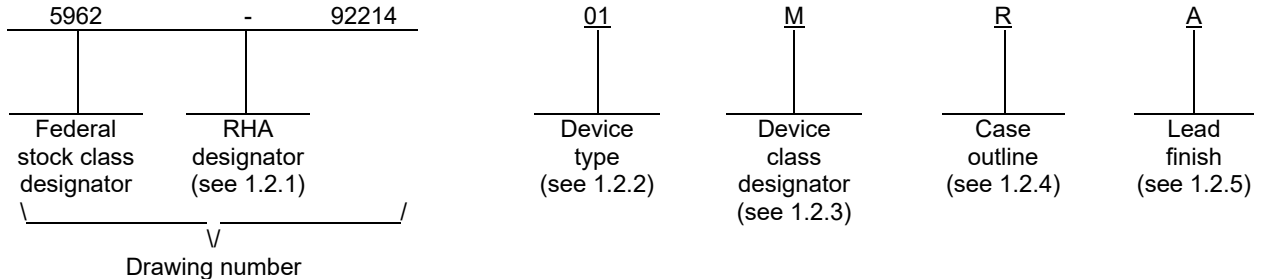 5962 - 92214 01 M R A
Federal stock class designator
RHA designator (see 1.2.1)
Device type (see 1.2.2)
Device class designator (see 1.2.3)
Case outline (see 1.2.4)
Lead finish (see 1.2.5)
Drawing number